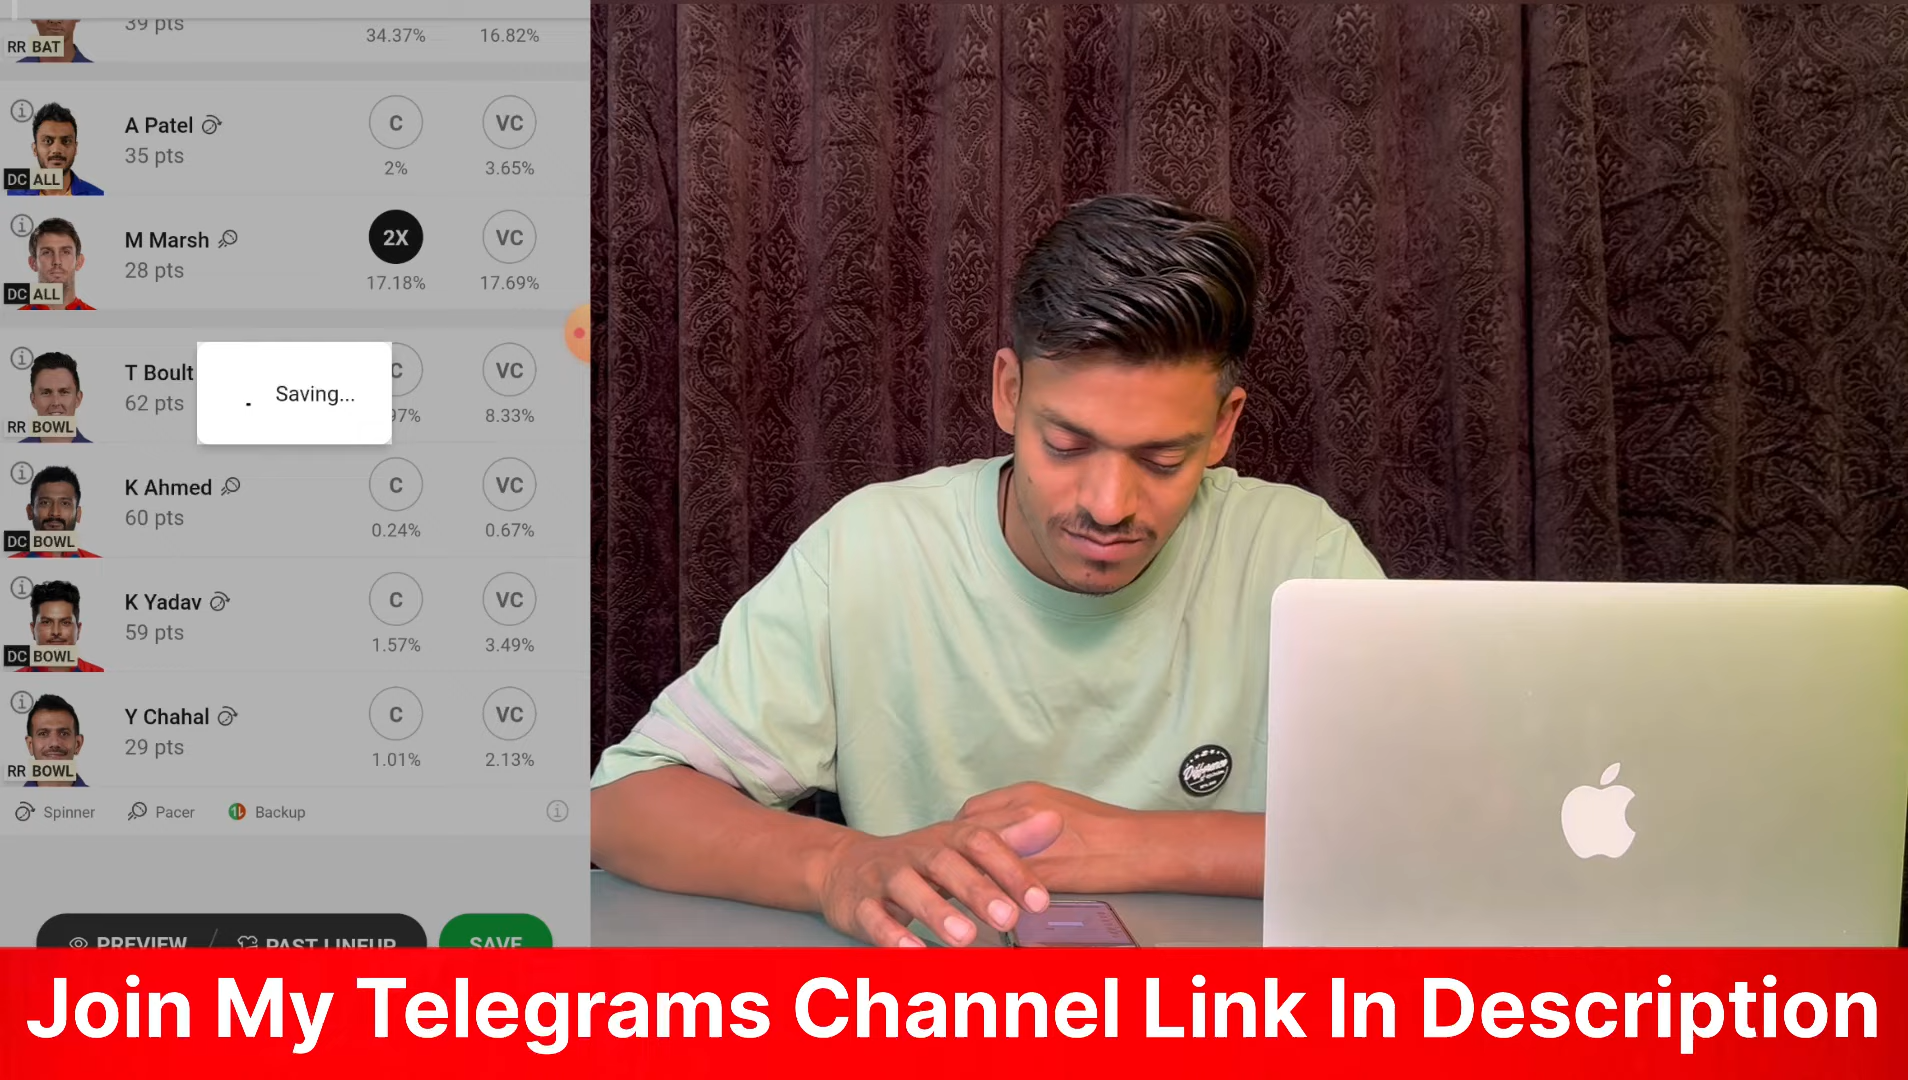 39 pts
34.37% 16.82%
RR BAT
A Patel C VC
35 pts
2% 3.65%
DC ALL
M Marsh 2X VC
28 pts
17.18% 17.69%
DC ALL
T Boult C VC
Saving...
62 pts 97% 8.33%
RR BOWL
K Ahmed C VC
60 pts
0.24% 0.67%
DC BOWL
K Yadav C VC
59 pts
1.57% 3.49%
DC BOWL
Y Chahal C VC
29 pts
1.01% 2.13%
RR BOWL
Spinner Pacer Backup
PREVIEW / PAST LINEUP SAVE
Difference
Join My Telegrams Channel Link In Description